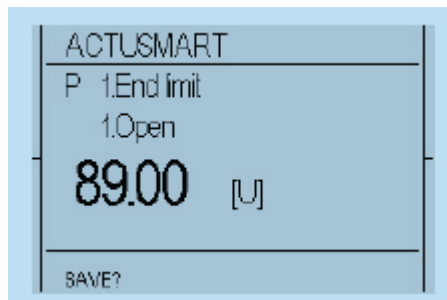 ACTUSMART
P 1.End limit
1.Open
89.00 [U]
SAVE?